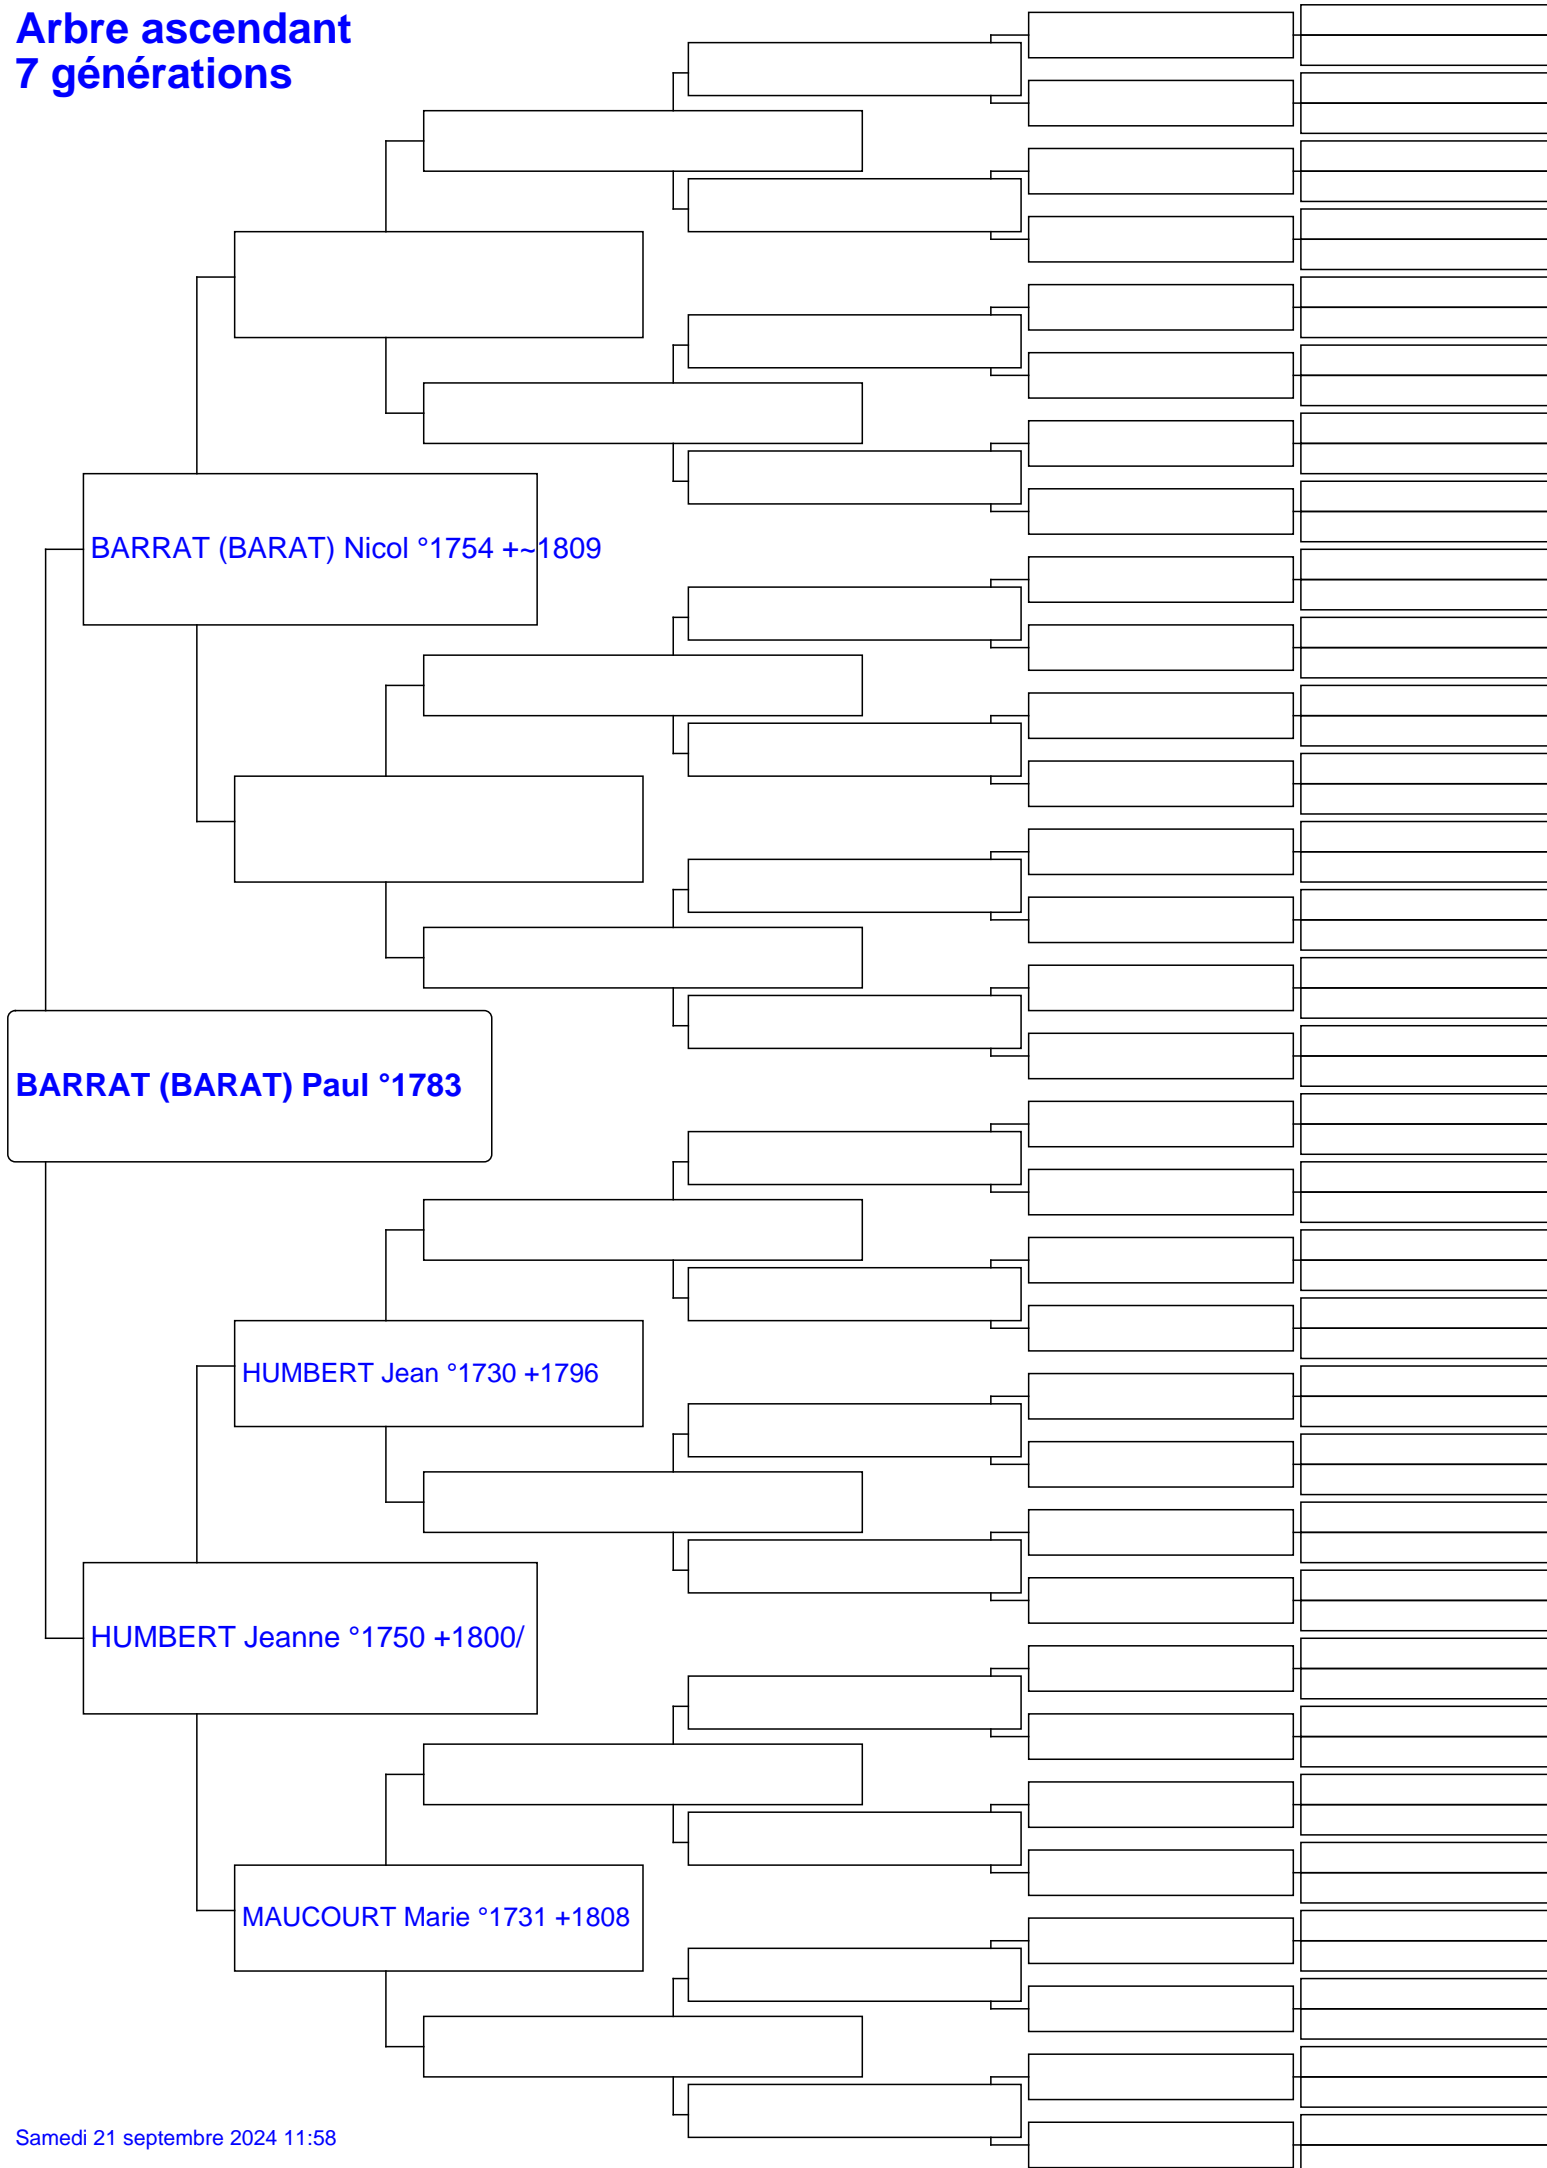 Arbre ascendant
7 générations
BARRAT (BARAT) Nicol °1754 +~1809
BARRAT (BARAT) Paul °1783
HUMBERT Jean °1730 +1796
HUMBERT Jeanne °1750 +1800/
MAUCOURT Marie °1731 +1808
Samedi 21 septembre 2024 11:58